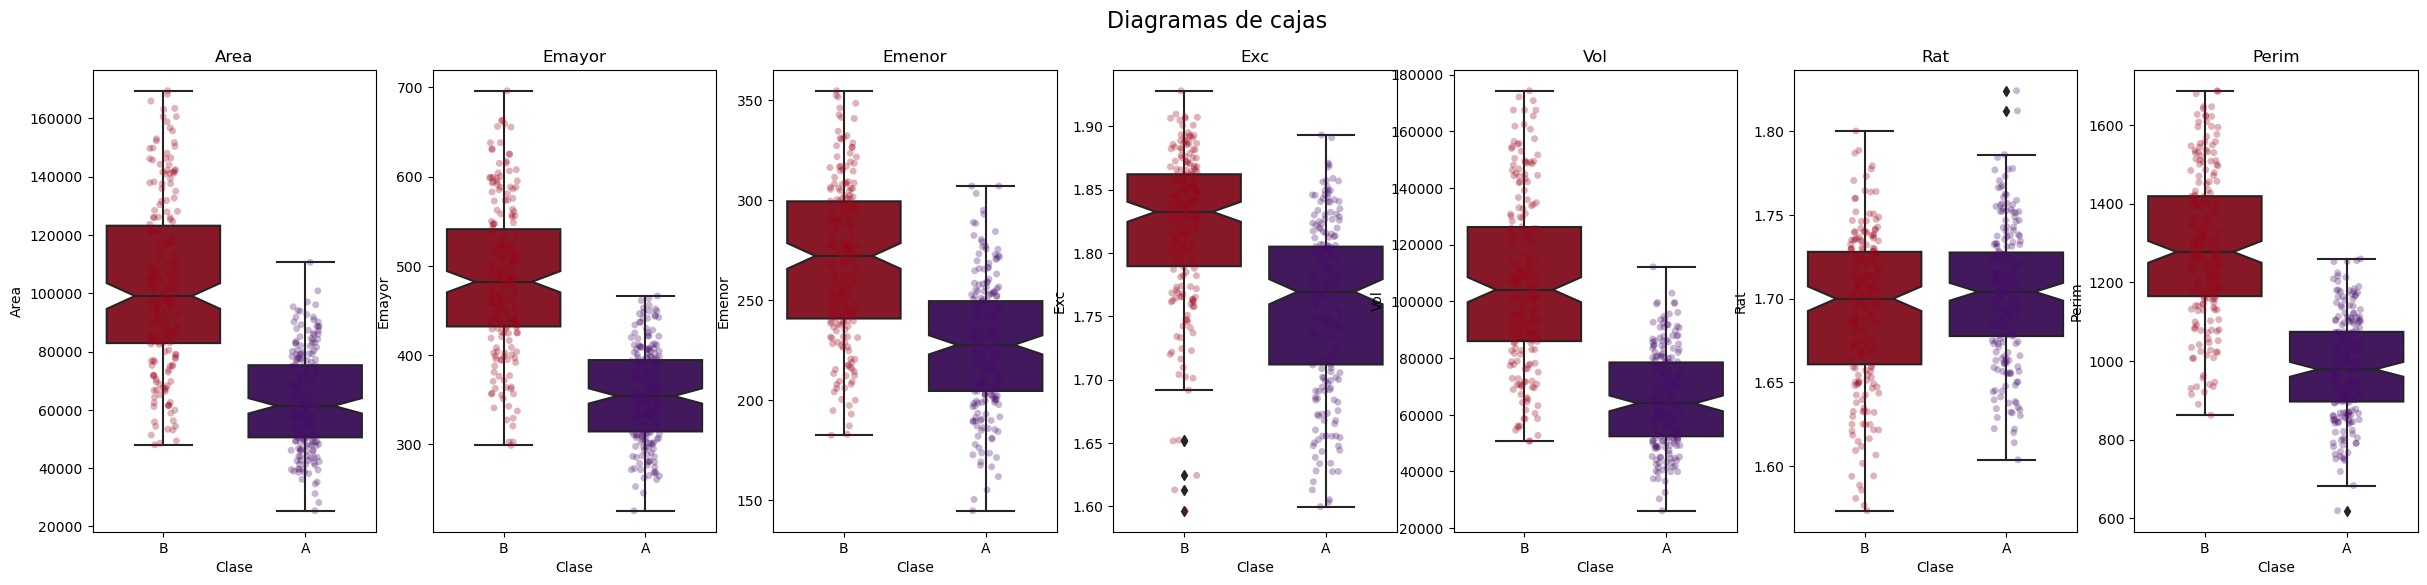 Diagramas de cajas
Area
160000
140000
120000
100000
80000
60000
40000
20000
Area
B
A
Clase
Emayor
700
600
500
400
300
Emayor
B
A
Clase
Emenor
350
300
250
200
150
Emenor
B
A
Clase
Exc
1.90
1.85
1.80
1.75
1.70
1.65
1.60
Exc
B
A
Clase
Vol
180000
160000
140000
120000
100000
80000
60000
40000
20000
Vol
B
A
Clase
Rat
1.80
1.75
1.70
1.65
1.60
Rat
B
A
Clase
Perim
1600
1400
1200
1000
800
600
Perim
B
A
Clase